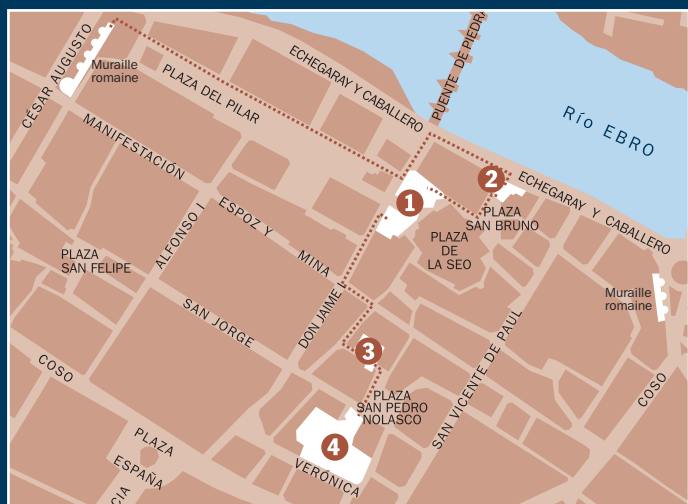 CÉSAR AUGUSTO
Muraille
romaine
PLAZA DEL PILAR
ECHEGARAY Y CABALLERO
PUENTE DE PIEDRA
Río EBRO
MANIFESTACIÓN
1
2
ECHEGARAY Y CABALLERO
PLAZA
SAN BRUNO
PLAZA
DE
LA SEO
ALFONSO I
ESPOZ Y MINA
PLAZA
SAN FELIPE
DON JAIME I
SAN JORGE
Muraille
romaine
3
SAN VICENTE DE PAUL
COSO
COSO
PLAZA
SAN PEDRO
NOLASCO
4
VERÓNICA
PLAZA
ESPAÑA
CIA